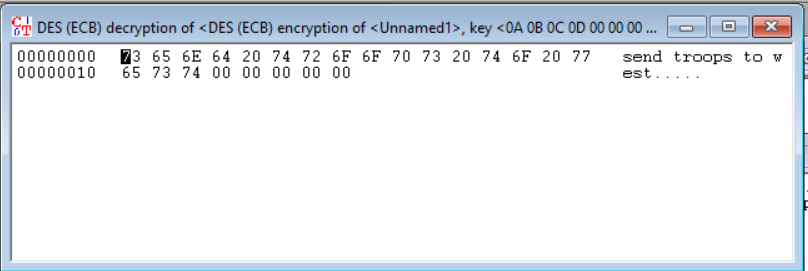 DES (ECB) decryption of <DES (ECB) encryption of <Unnamed1>, key <0A 0B 0C 0D 00 00 00 ...
00000000 73 65 6E 64 20 74 72 6F 6F 70 73 20 74 6F 20 77 send troops to w
00000010 65 73 74 00 00 00 00 00 est.....